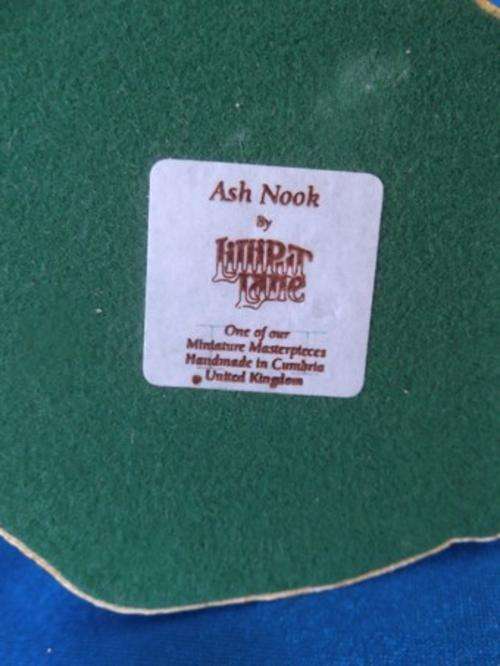 Ash Nook
By
Lilliput
Lane
One of our
Miniature Masterpieces
Handmade in Cumbria
United Kingdom